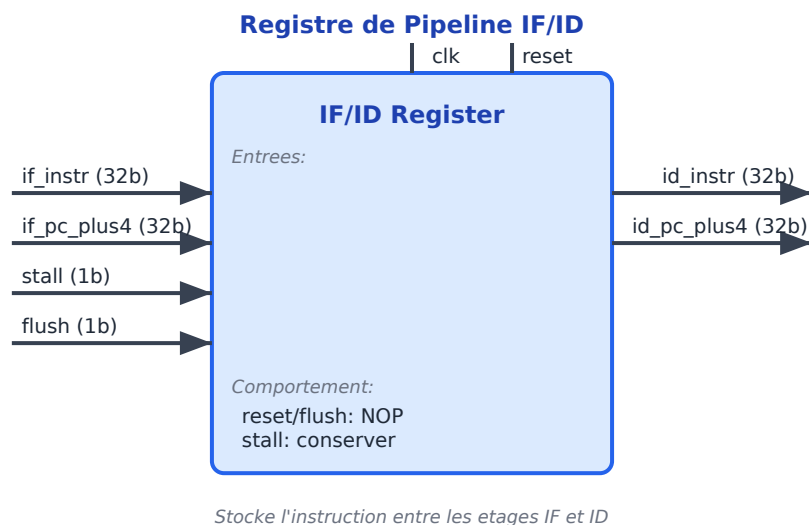 Registre de Pipeline IF/ID
clk
reset
IF/ID Register
Entrees:
if_instr (32b)
id_instr (32b)
if_pc_plus4 (32b)
id_pc_plus4 (32b)
stall (1b)
flush (1b)
Comportement:
reset/flush: NOP
stall: conserver
Stocke l'instruction entre les etages IF et ID